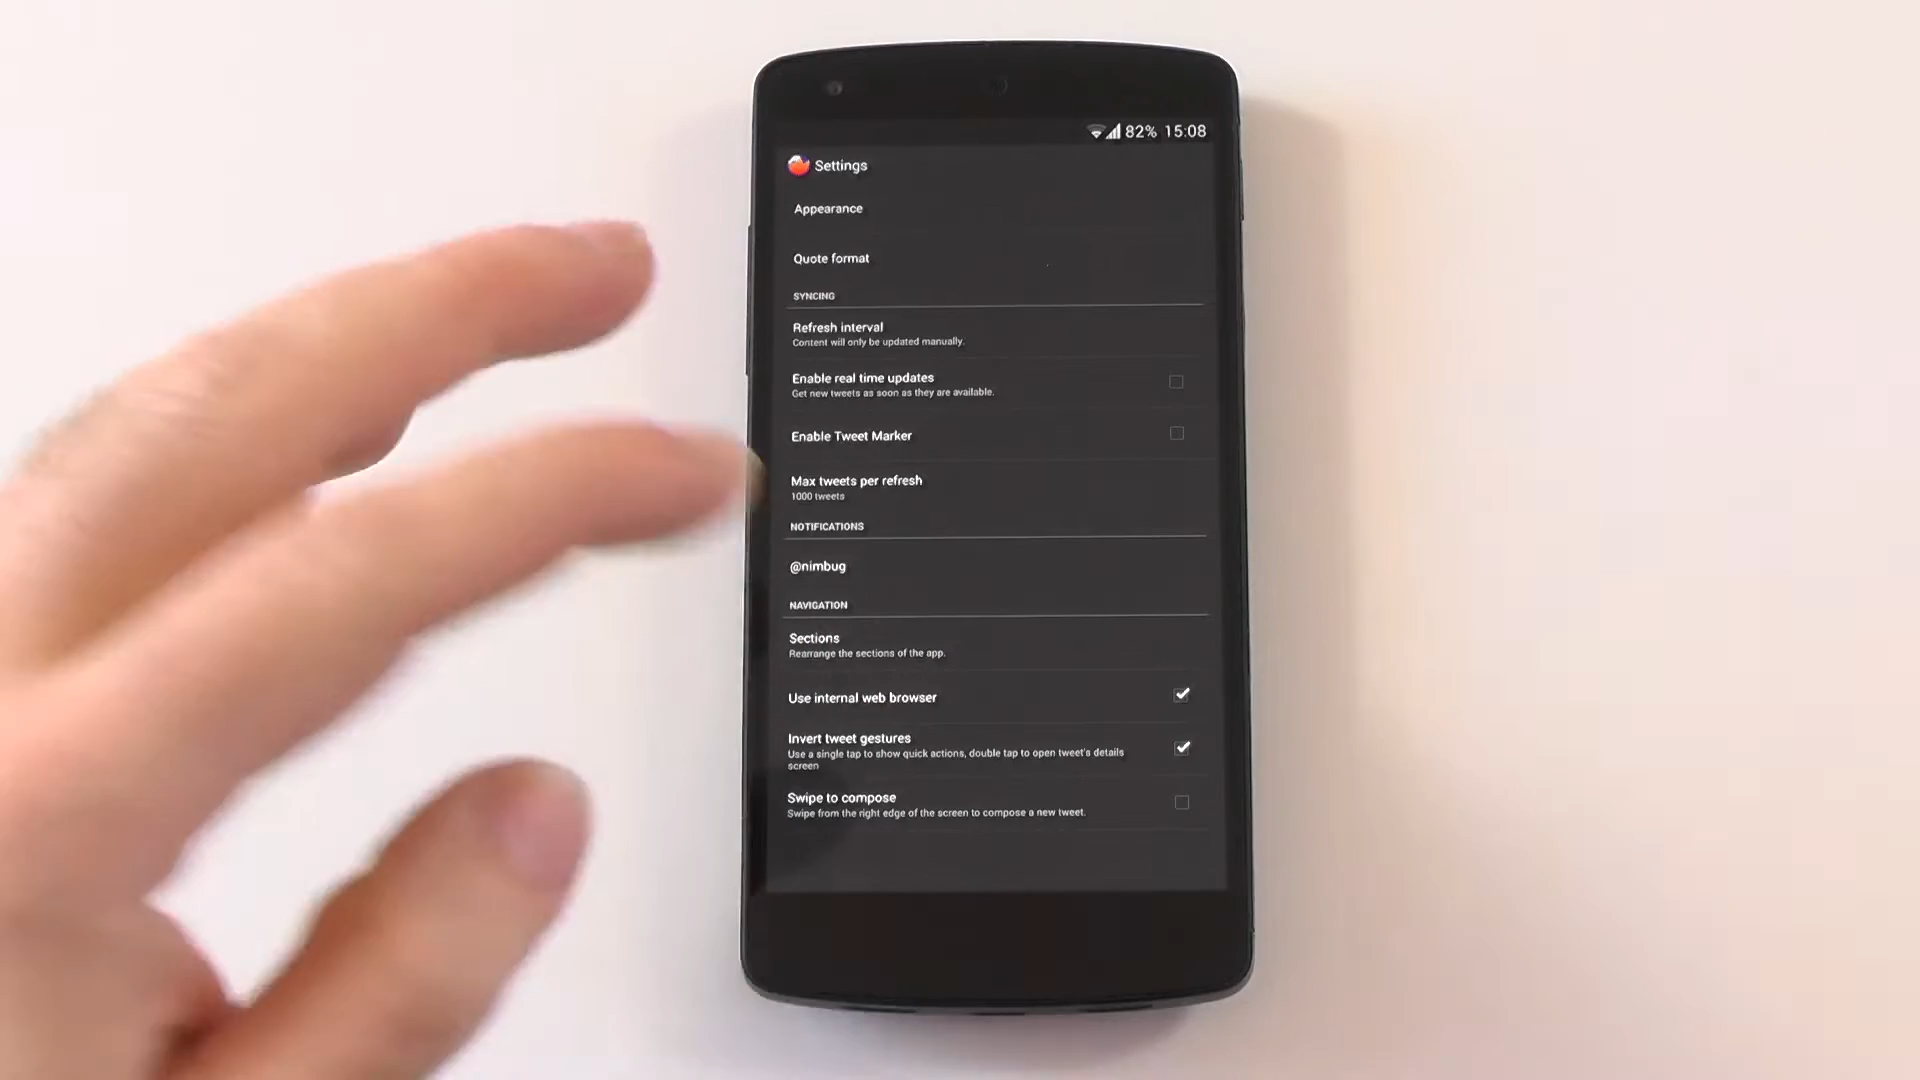 82% 15:08
Settings
Appearance
Quote format
SYNCING
Refresh interval
Content will only be updated manually.
Enable real time updates
Get new tweets as soon as they are available.
Enable Tweet Marker
Max tweets per refresh
1000 tweets
NOTIFICATIONS
@nimbug
NAVIGATION
Sections
Rearrange the sections of the app.
Use internal web browser
Invert tweet gestures
Use a single tap to show quick actions, double tap to open tweet's details
screen
Swipe to compose
Swipe from the right edge of the screen to compose a new tweet.